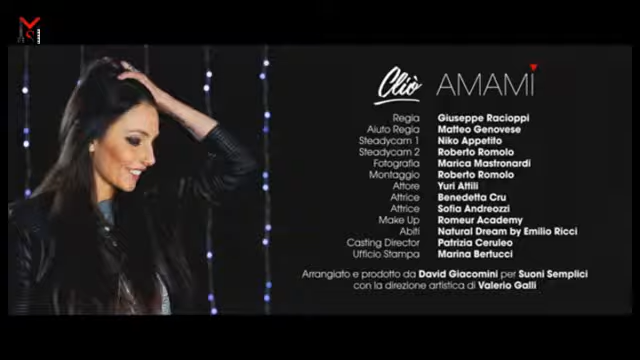 Cliò AMAMI
Regia Giuseppe Racioppi
Aiuto Regia Matteo Genovese
Steadycam 1 Niko Appetito
Steadycam 2 Roberto Romolo
Fotografia Marica Mastronardi
Montaggio Roberto Romolo
Attore Yuri Attili
Attrice Benedetta Cru
Attrice Sofia Andreozzi
Make Up Romeur Academy
Abiti Natural Dream by Emilio Ricci
Casting Director Patrizia Ceruleo
Ufficio Stampa Marina Bertucci
Arrangiato e prodotto da David Giacomini per Suoni Semplici
con la direzione artistica di Valerio Galli